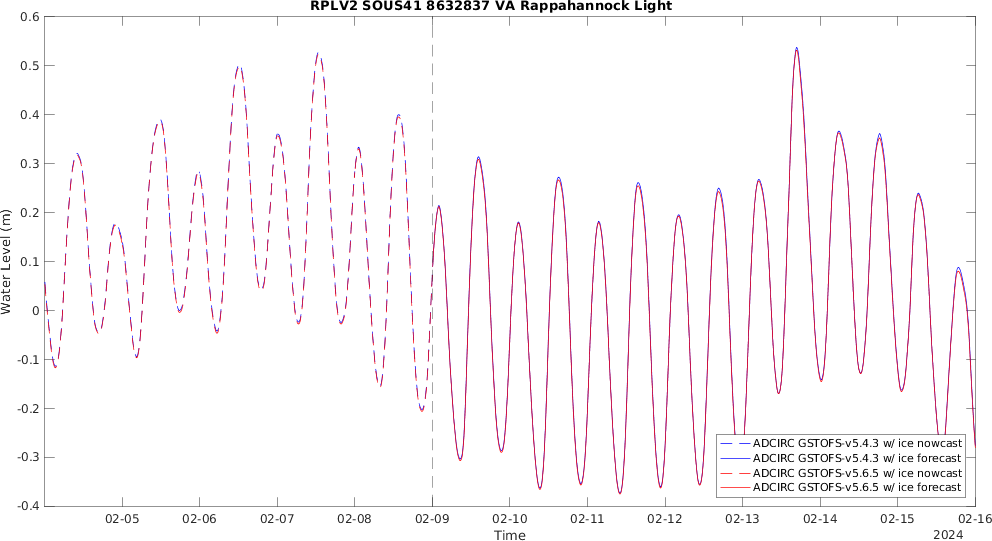 RPLV2 SOUS41 8632837 VA Rappahannock Light
0.6
0.5
0.4
0.3
0.2
0.1
0
-0.1
-0.2
-0.3
-0.4
Water Level (m)
02-05 02-06 02-07 02-08 02-09 02-10 02-11 02-12 02-13 02-14 02-15 02-16
Time
2024
ADCIRC GSTOFS-v5.4.3 w/ ice nowcast
ADCIRC GSTOFS-v5.4.3 w/ ice forecast
ADCIRC GSTOFS-v5.6.5 w/ ice nowcast
ADCIRC GSTOFS-v5.6.5 w/ ice forecast